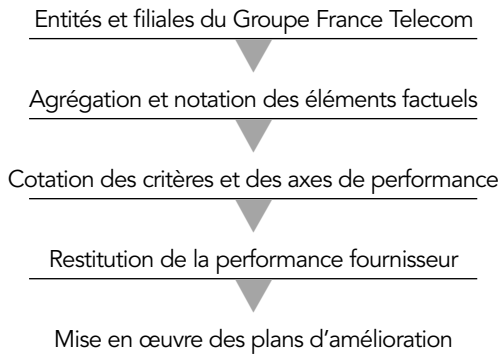 Entités et filiales du Groupe France Telecom
Agrégation et notation des éléments factuels
Cotation des critères et des axes de performance
Restitution de la performance fournisseur
Mise en œuvre des plans d’amélioration